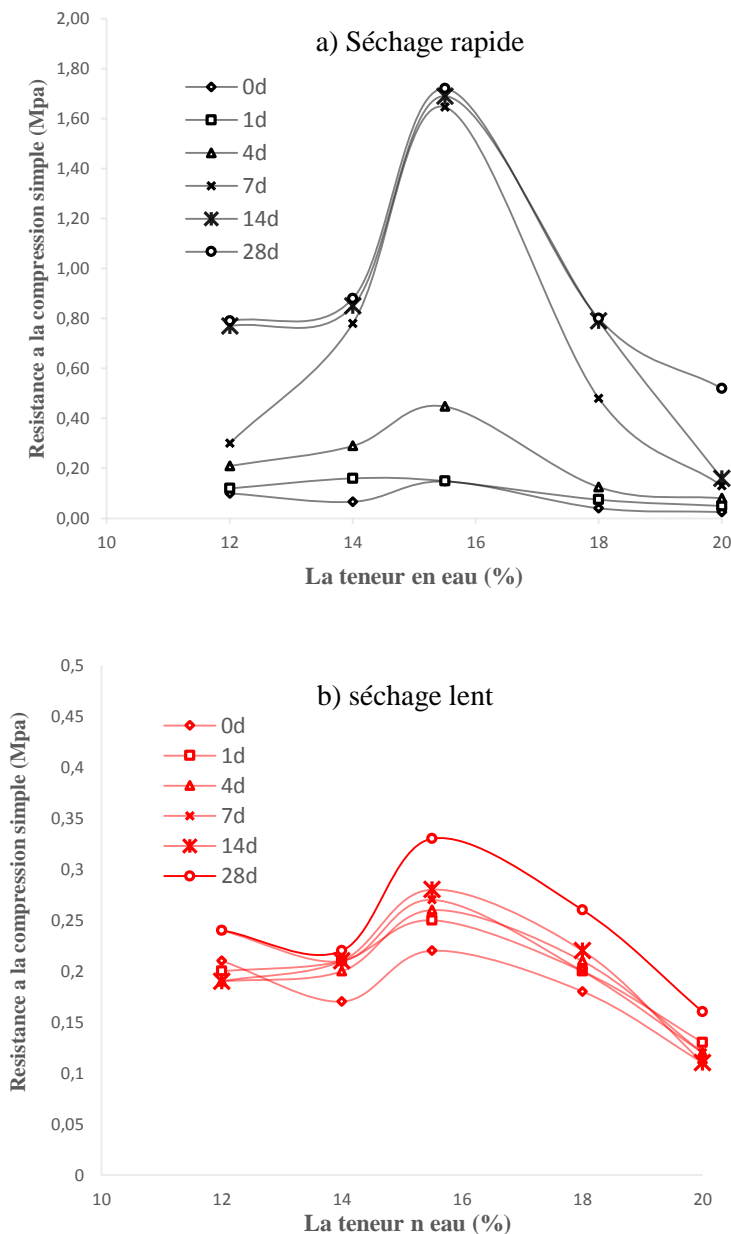 a) Séchage rapide
Resistance a la compression simple (Mpa)
2,00
1,80
1,60
1,40
1,20
1,00
0,80
0,60
0,40
0,20
0,00
0d
1d
4d
7d
14d
28d
10
12
14
16
18
20
La teneur en eau (%)
b) séchage lent
Resistance a la compression simple (Mpa)
0,5
0,45
0,4
0,35
0,3
0,25
0,2
0,15
0,1
0,05
0
0d
1d
4d
7d
14d
28d
10
12
14
16
18
20
La teneur n eau (%)